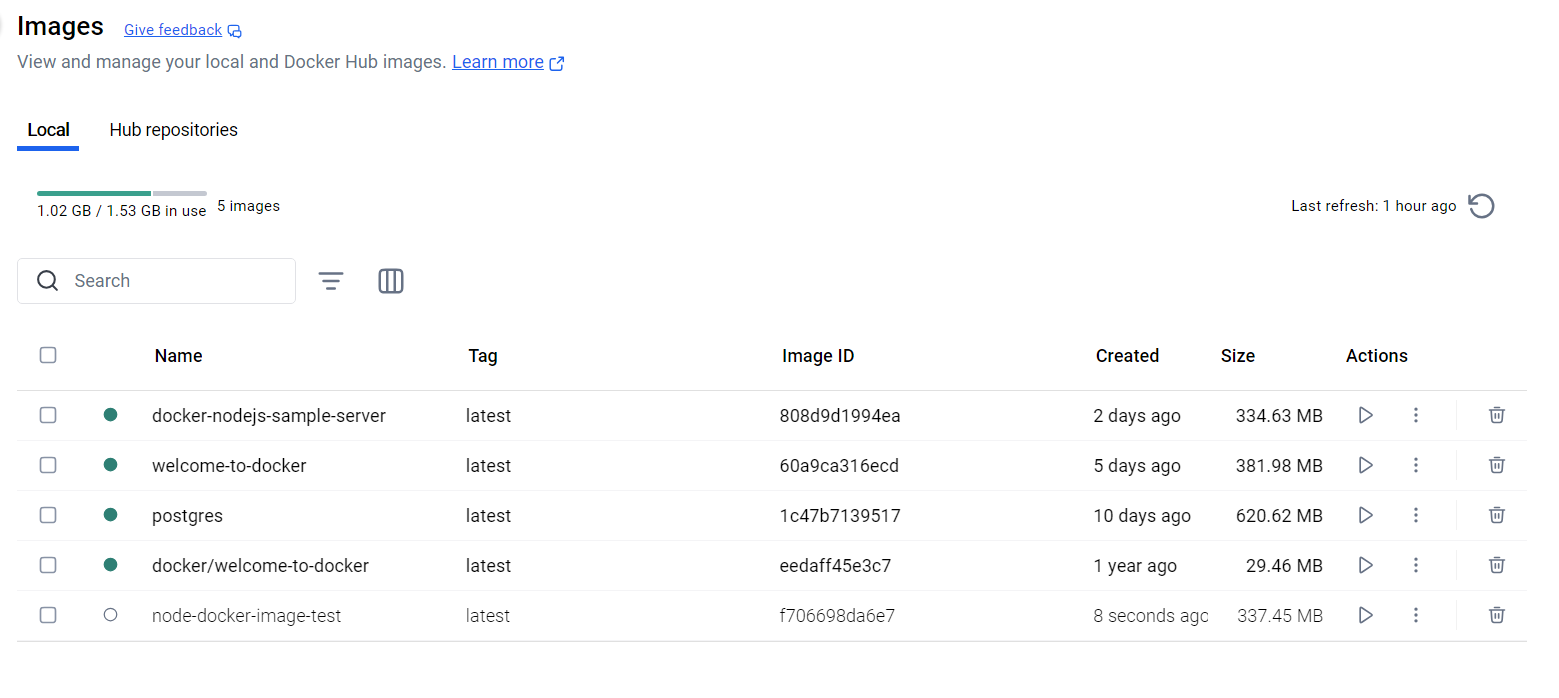 Images Give feedback
View and manage your local and Docker Hub images. Learn more
Local Hub repositories
1.02 GB / 1.53 GB in use 5 images Last refresh: 1 hour ago
Search
Name Tag Image ID Created Size Actions
docker-nodejs-sample-server latest 808d9d1994ea 2 days ago 334.63 MB
welcome-to-docker latest 60a9ca316ecd 5 days ago 381.98 MB
postgres latest 1c47b7139517 10 days ago 620.62 MB
docker/welcome-to-docker latest eedaff45e3c7 1 year ago 29.46 MB
node-docker-image-test latest f706698da6e7 8 seconds ago 337.45 MB